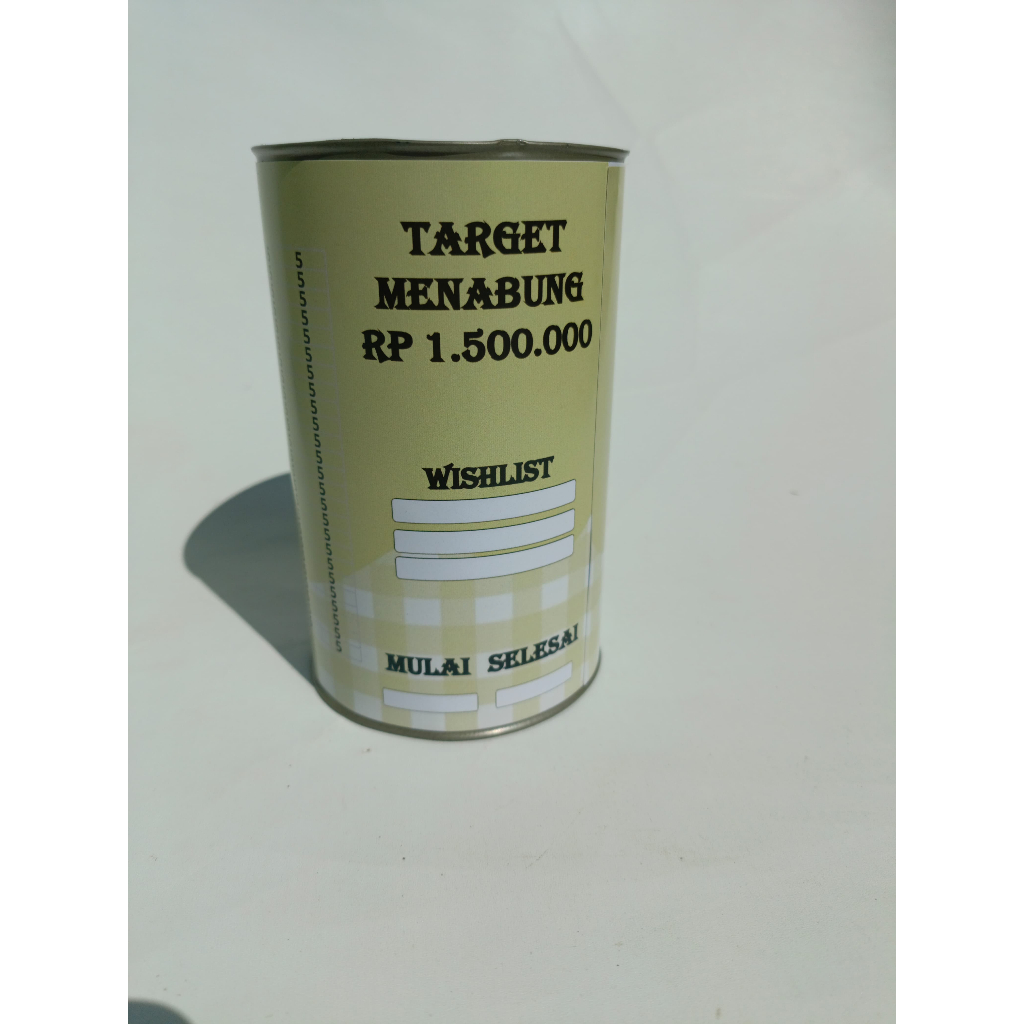 TARGET
MENABUNG
RP 1.500.000
WISHLIST
MULAI SELESAI